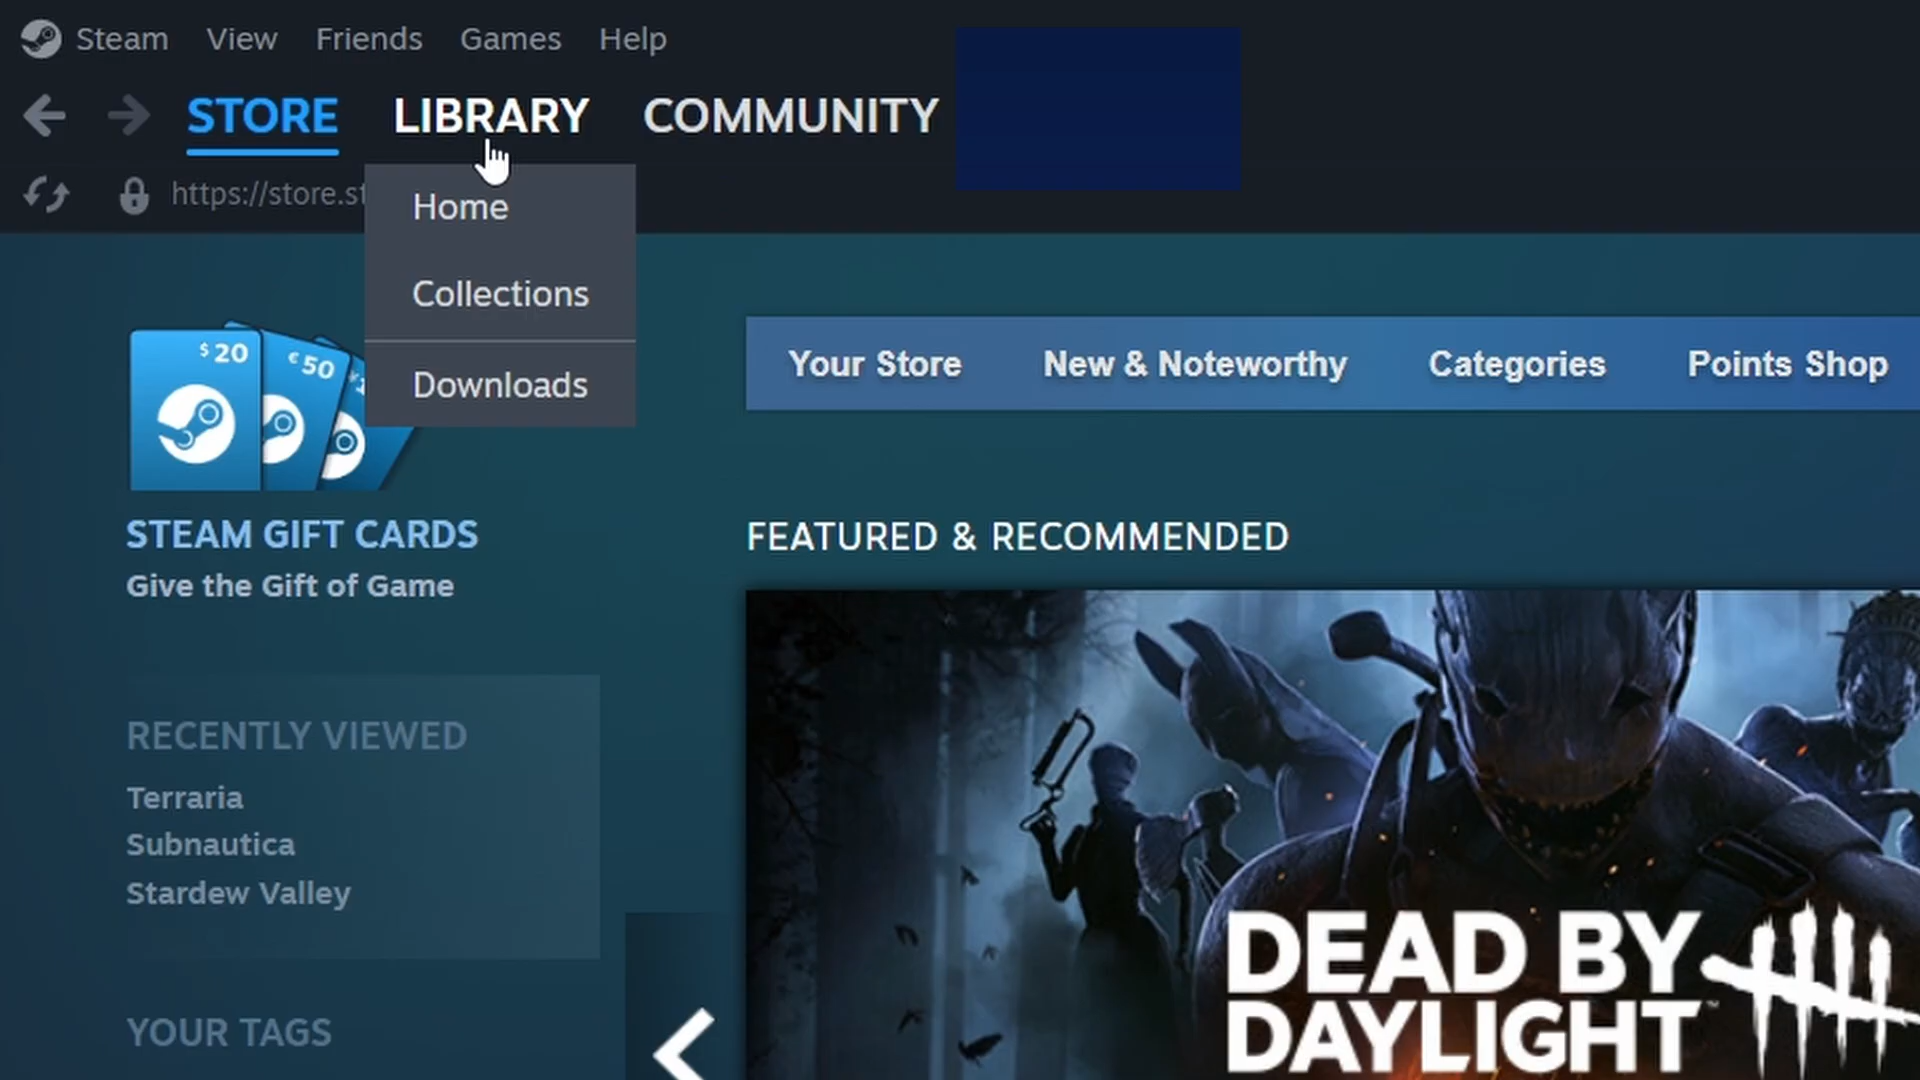 Steam View Friends Games Help
STORE LIBRARY COMMUNITY
https://store.st
Home
Collections
Downloads
$20
€50
Your Store New & Noteworthy Categories Points Shop
STEAM GIFT CARDS
Give the Gift of Game
FEATURED & RECOMMENDED
RECENTLY VIEWED
Terraria
Subnautica
Stardew Valley
YOUR TAGS
DEAD BY
DAYLIGHT™